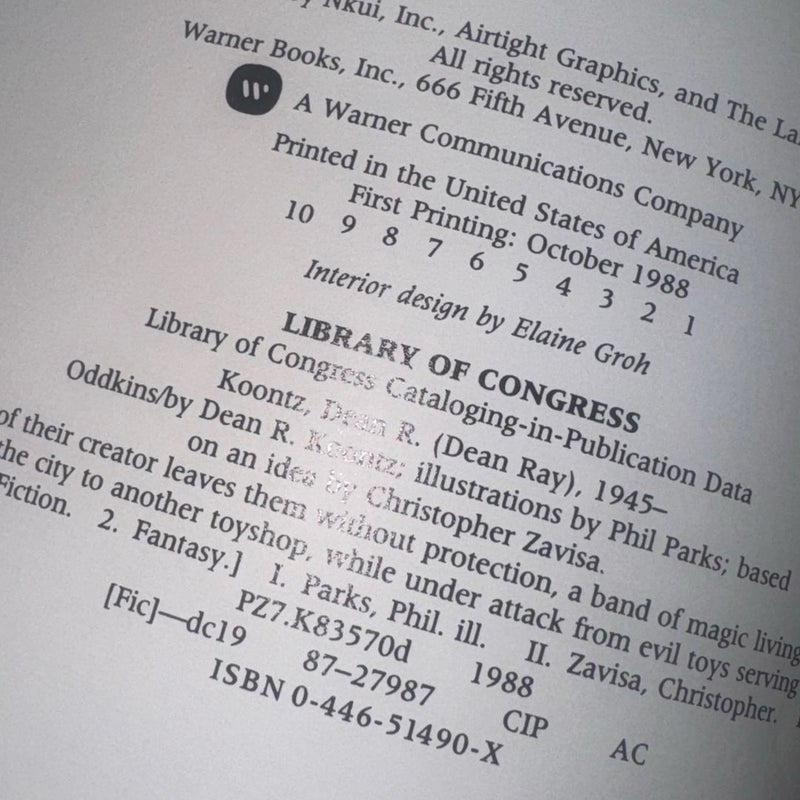 Nkui, Inc., Airtight Graphics, and The La
All rights reserved.
Warner Books, Inc., 666 Fifth Avenue, New York, NY
A Warner Communications Company
Printed in the United States of America
First Printing: October 1988
10 9 8 7 6 5 4 3 2 1
Interior design by Elaine Groh
LIBRARY OF CONGRESS
Library of Congress Cataloging-in-Publication Data
Koontz, Dean R. (Dean Ray), 1945–
Oddkins/by Dean R. Koontz; illustrations by Phil Parks; based
on an idea by Christopher Zavisa.
of their creator leaves them without protection, a band of magic living
the city to another toyshop, while under attack from evil toys serving
Fiction. 2. Fantasy.] I. Parks, Phil. ill. II. Zavisa, Christopher.
PZ7.K83570d 1988
[Fic]—dc19 87–27987 CIP AC
ISBN 0-446-51490-X